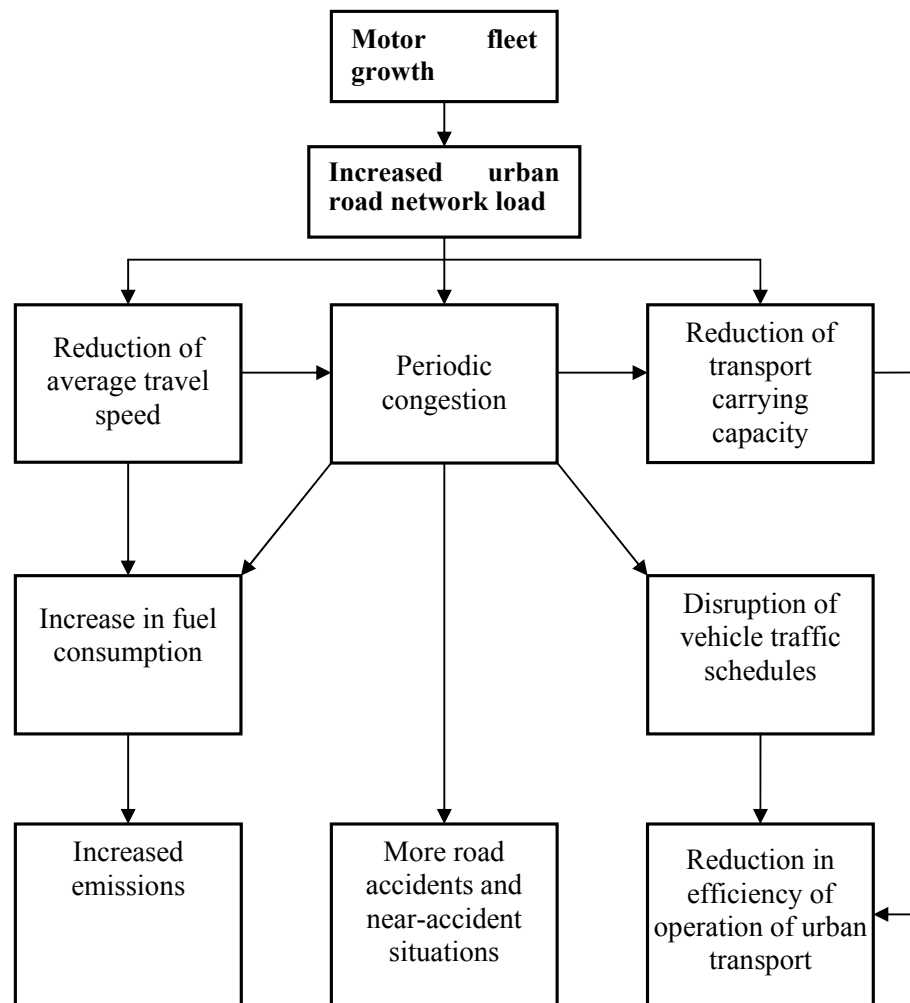 Motor fleet
growth
Increased urban
road network load
Reduction of
average travel
speed
Periodic
congestion
Reduction of
transport
carrying
capacity
Increase in fuel
consumption
Disruption of
vehicle traffic
schedules
Increased
emissions
More road
accidents and
near-accident
situations
Reduction in
efficiency of
operation of urban
transport